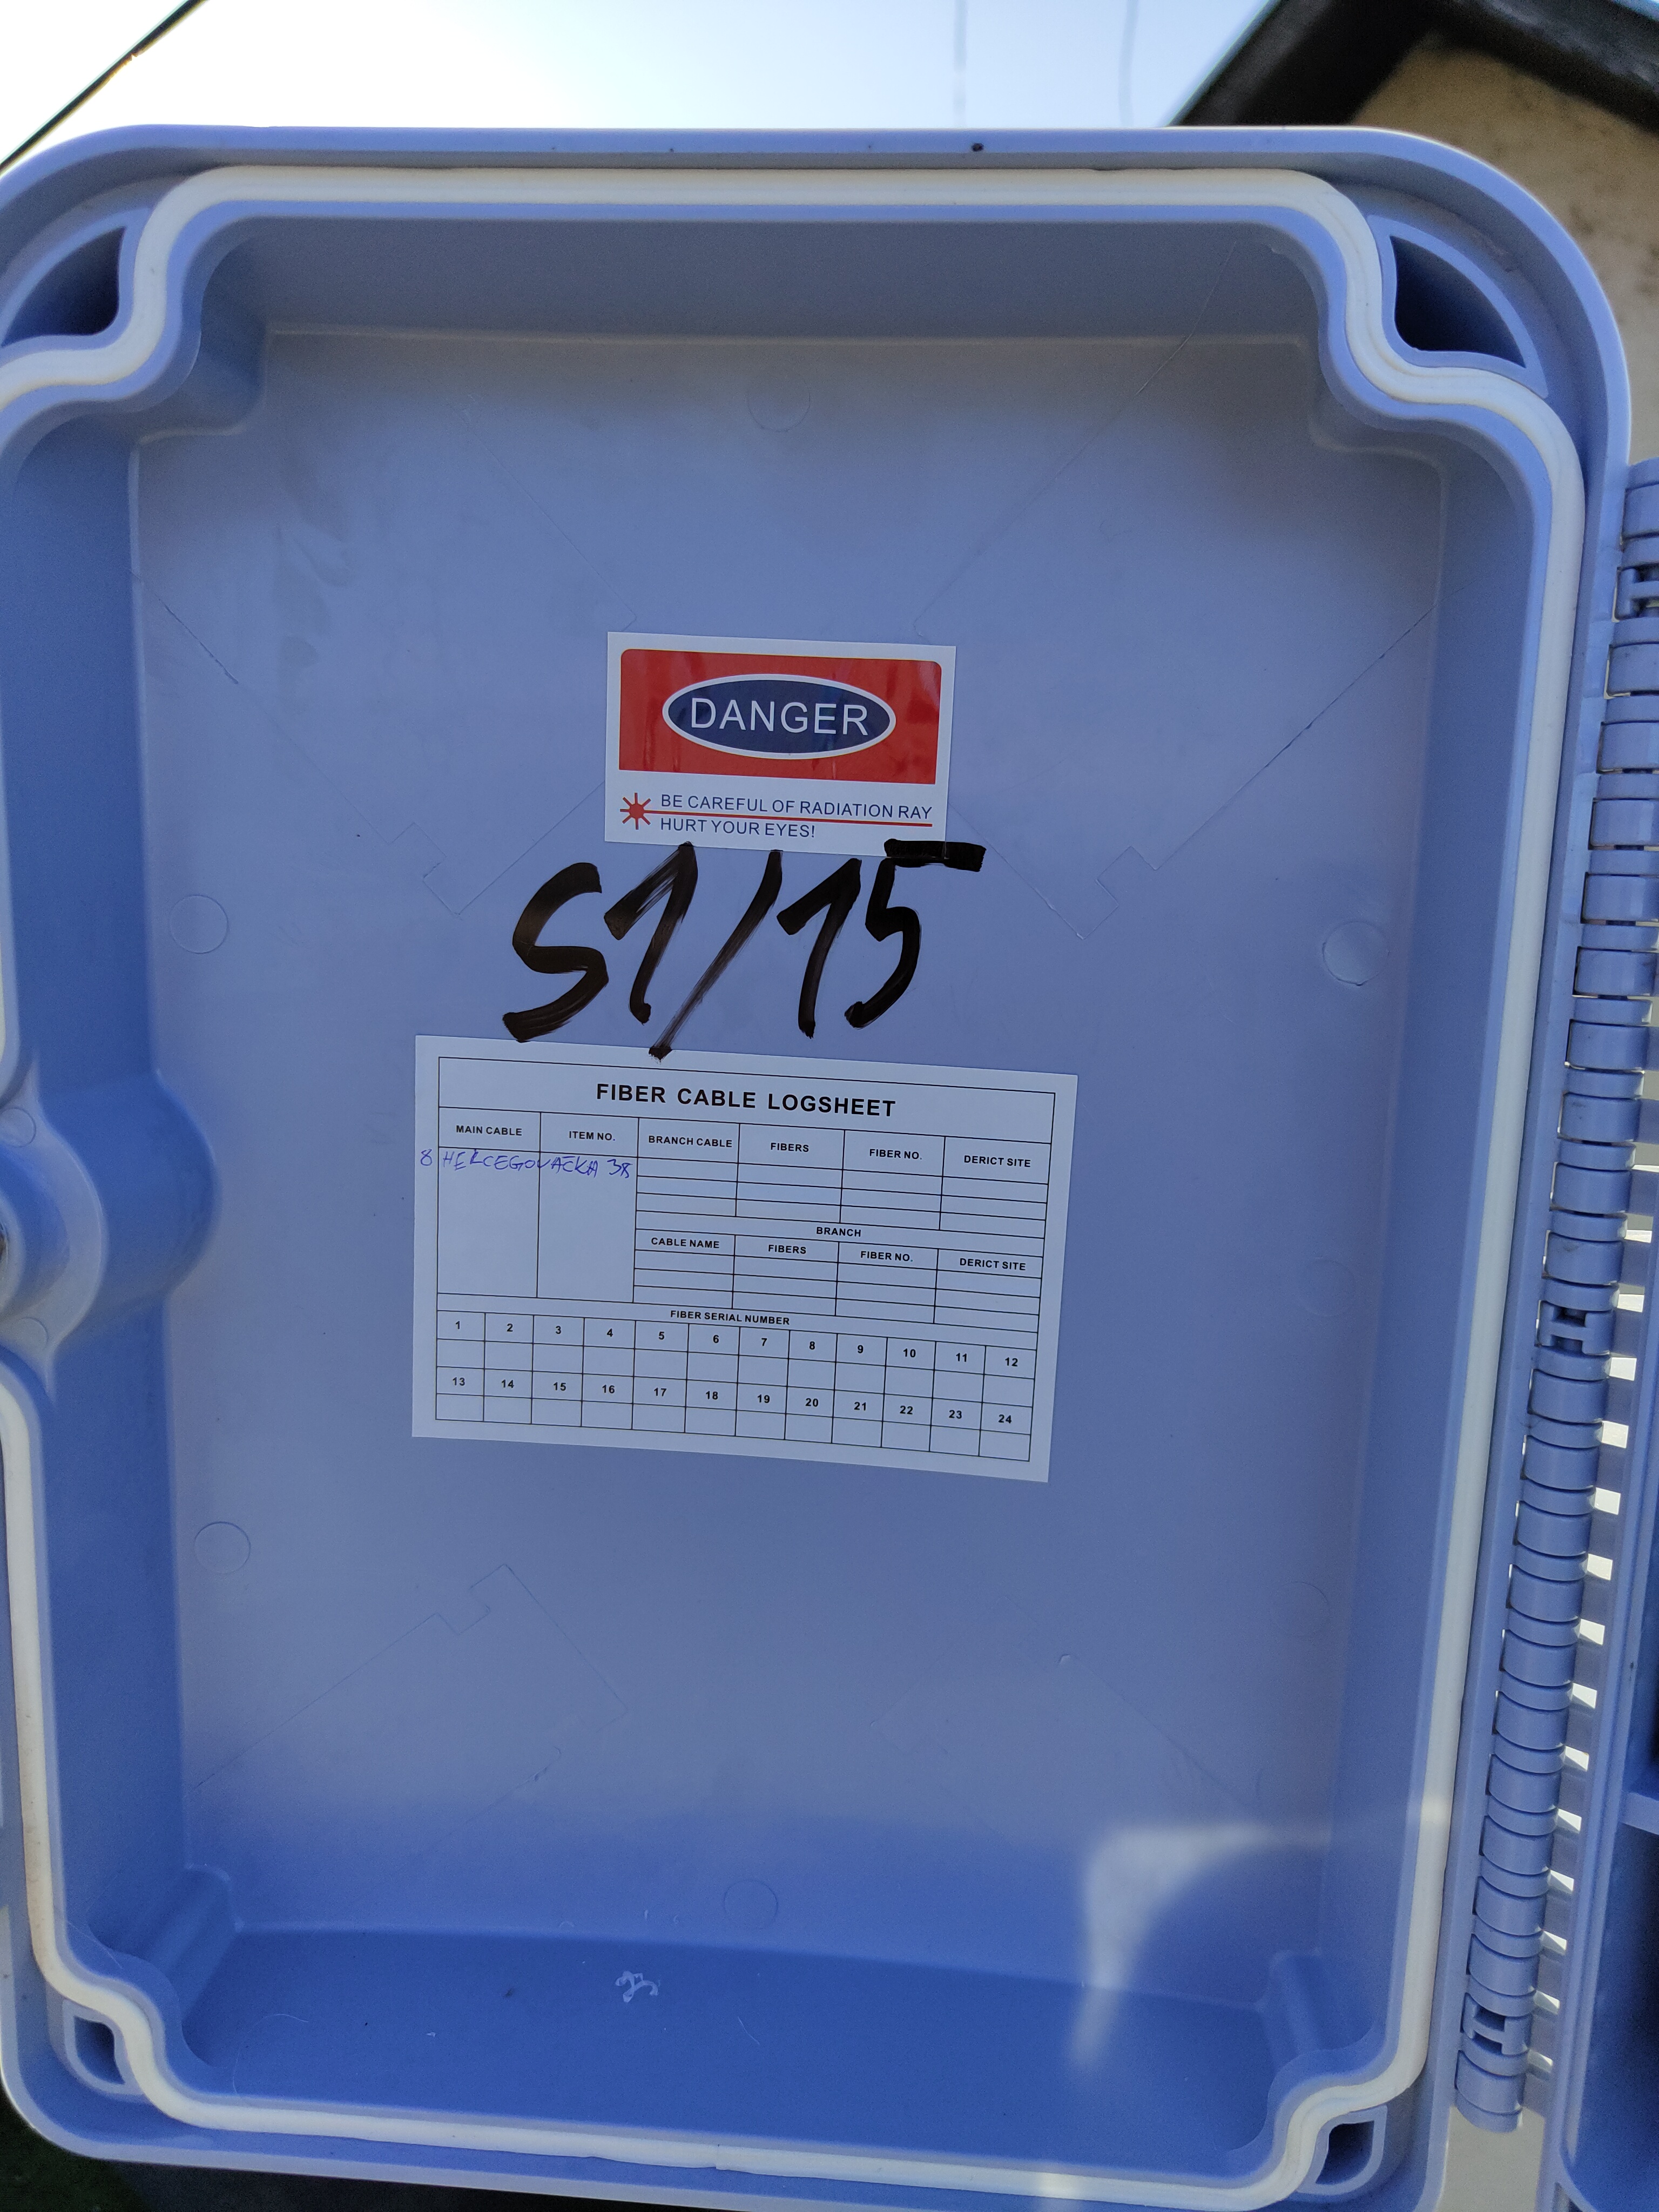 DANGER
BE CAREFUL OF RADIATION RAY
HURT YOUR EYES!
S1/15
FIBER CABLE LOGSHEET
MAIN CABLE ITEM NO. BRANCH CABLE FIBERS FIBER NO. DERICT SITE
8 HERCEGOVAČKA 38
BRANCH
CABLE NAME FIBERS FIBER NO. DERICT SITE
FIBER SERIAL NUMBER
1 2 3 4 5 6 7 8 9 10 11 12
13 14 15 16 17 18 19 20 21 22 23 24